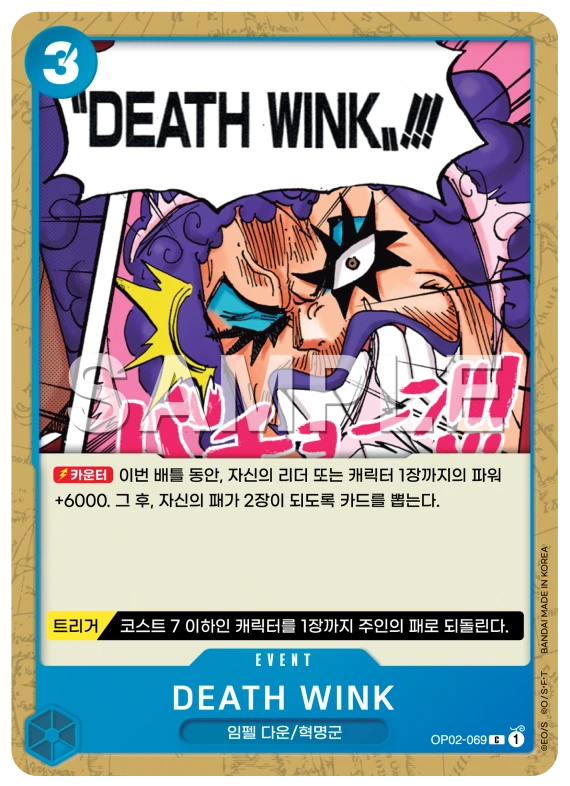 3
"DEATH WINK"!!!
SAMPLE
카운터 이번 배틀 동안, 자신의 리더 또는 캐릭터 1장까지의 파워
+6000. 그 후, 자신의 패가 2장이 되도록 카드를 뽑는다.
트리거 코스트 7 이하인 캐릭터를 1장까지 주인의 패로 되돌린다.
EVENT
DEATH WINK
임펠 다운/혁명군
OP02-069 C 1
©EO/S ©O/S·F·T BANDAI MADE IN KOREA